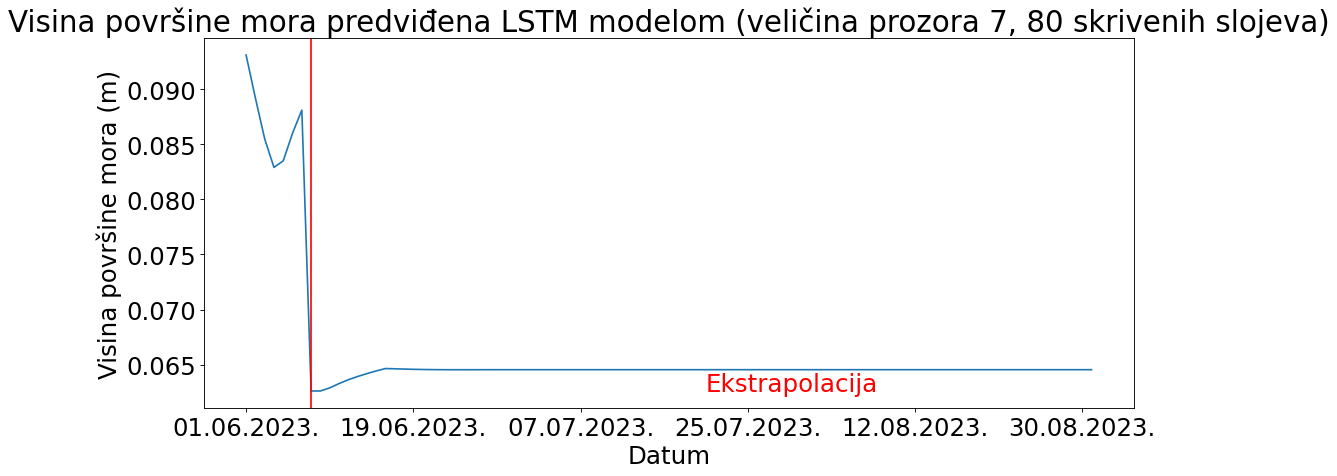 Visina površine mora predviđena LSTM modelom (veličina prozora 7, 80 skrivenih slojeva)
Visina površine mora (m)
0.090
0.085
0.080
0.075
0.070
0.065
Ekstrapolacija
01.06.2023. 19.06.2023. 07.07.2023. 25.07.2023. 12.08.2023. 30.08.2023.
Datum